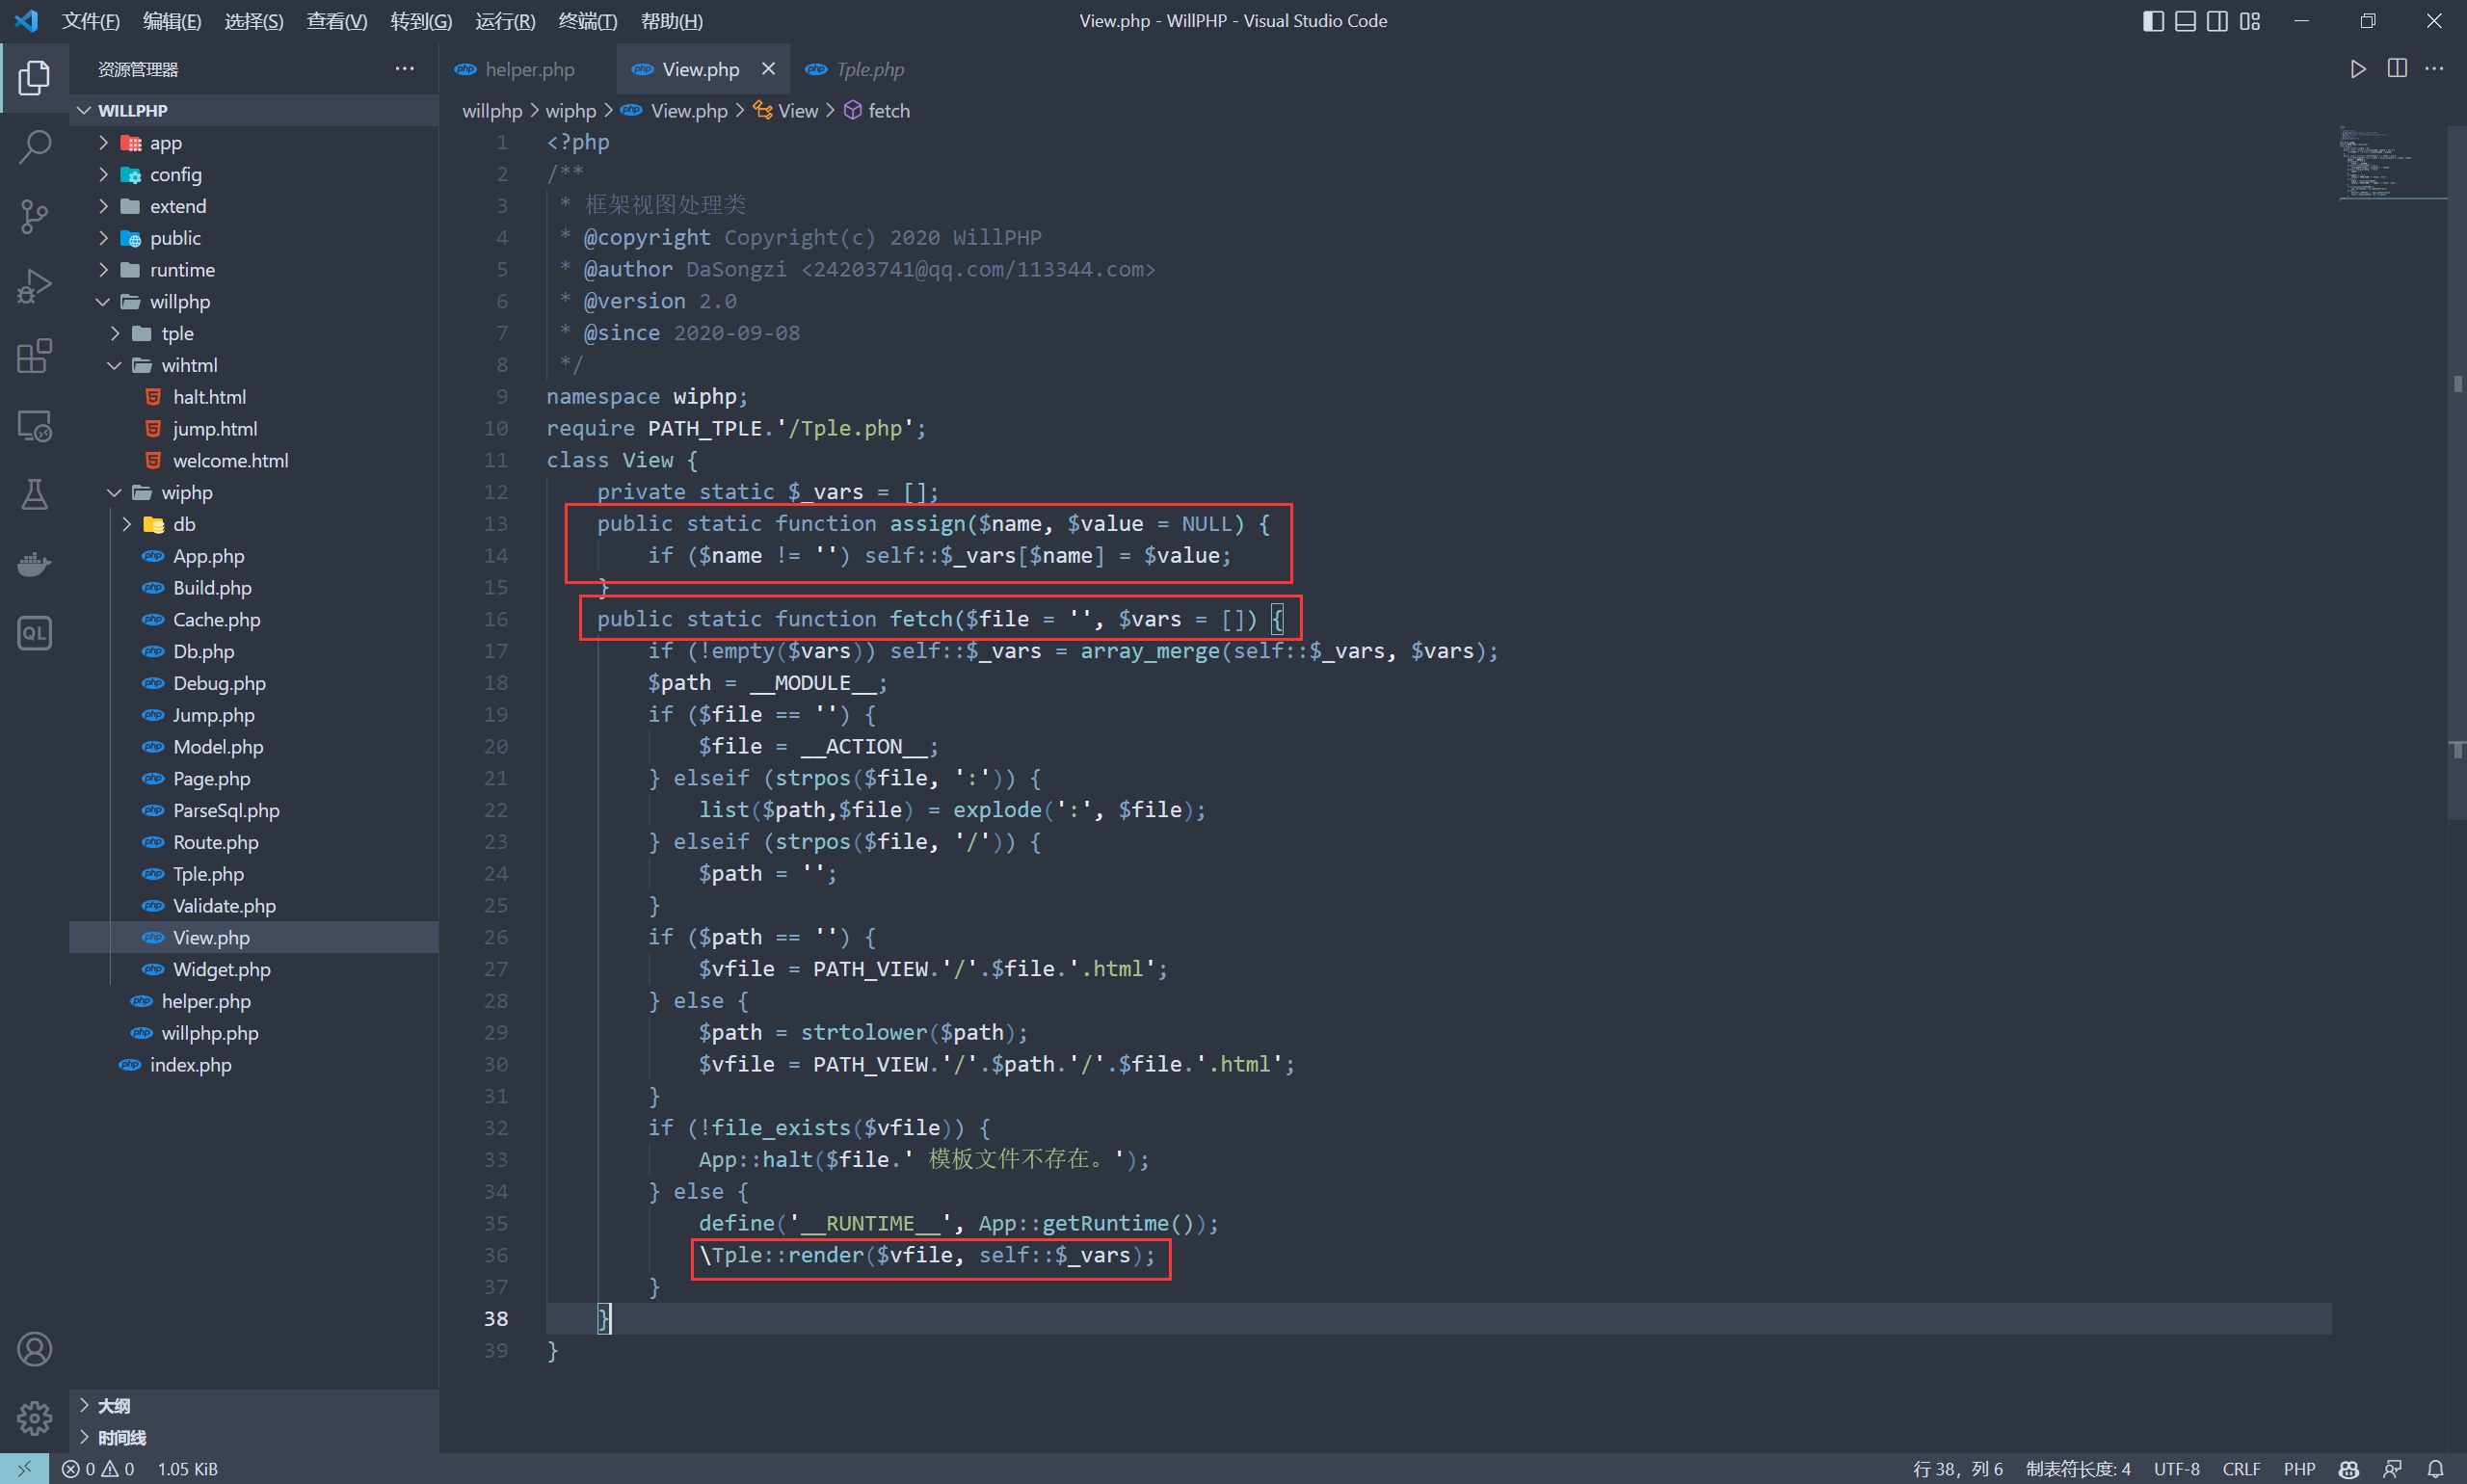 文件(F) 编辑(E) 选择(S) 查看(V) 转到(G) 运行(R) 终端(T) 帮助(H) View.php - WillPHP - Visual Studio Code
资源管理器
WILLPHP
app
config
extend
public
runtime
willphp
tple
wihtml
halt.html
jump.html
welcome.html
wiphp
db
App.php
Build.php
Cache.php
Db.php
Debug.php
Jump.php
Model.php
Page.php
ParseSql.php
Route.php
Tple.php
Validate.php
View.php
Widget.php
helper.php
willphp.php
index.php
大纲
时间线
QL
helper.php View.php Tple.php
willphp > wiphp > View.php > View > fetch
1 <?php
2 /**
3  * 框架视图处理类
4  * @copyright Copyright(c) 2020 WillPHP
5  * @author DaSongzi <24203741@qq.com/113344.com>
6  * @version 2.0
7  * @since 2020-09-08
8  */
9 namespace wiphp;
10 require PATH_TPLE.'/Tple.php';
11 class View {
12     private static $_vars = [];
13     public static function assign($name, $value = NULL) {
14         if ($name != '') self::$_vars[$name] = $value;
15     }
16     public static function fetch($file = '', $vars = []) {
17         if (!empty($vars)) self::$_vars = array_merge(self::$_vars, $vars);
18         $path = __MODULE__;
19         if ($file == '') {
20             $file = __ACTION__;
21         } elseif (strpos($file, ':')) {
22             list($path,$file) = explode(':', $file);
23         } elseif (strpos($file, '/')) {
24             $path = '';
25         }
26         if ($path == '') {
27             $vfile = PATH_VIEW.'/'.$file.'.html';
28         } else {
29             $path = strtolower($path);
30             $vfile = PATH_VIEW.'/'.$path.'/'.$file.'.html';
31         }
32         if (!file_exists($vfile)) {
33             App::halt($file.' 模板文件不存在。');
34         } else {
35             define('__RUNTIME__', App::getRuntime());
36             \Tple::render($vfile, self::$_vars);
37         }
38     }
39 }
0 0 1.05 KiB 行 38，列 6 制表符长度: 4 UTF-8 CRLF PHP